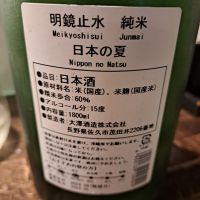 明鏡止水 純米
Meikyoshisui Junmai
日本の夏
Nippon no Natsu
品目:日本酒
●原材料名:米(国産)、米麹(国産米)
●精米歩合:60%
●アルコール分:15度
●内容量:1800ml
●製造者:大澤酒造株式会社
長野県佐久市茂田井2206番地